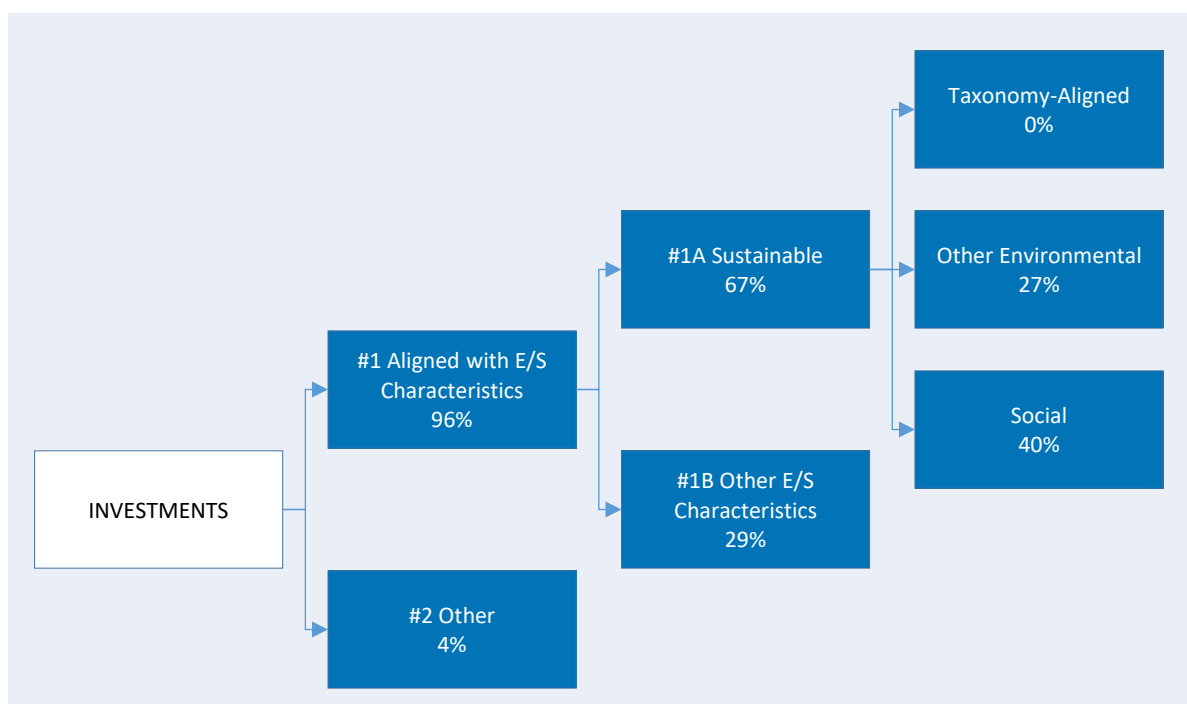 INVESTMENTS
#1 Aligned with E/S
Characteristics
96%
#2 Other
4%
#1A Sustainable
67%
#1B Other E/S
Characteristics
29%
Taxonomy-Aligned
0%
Other Environmental
27%
Social
40%